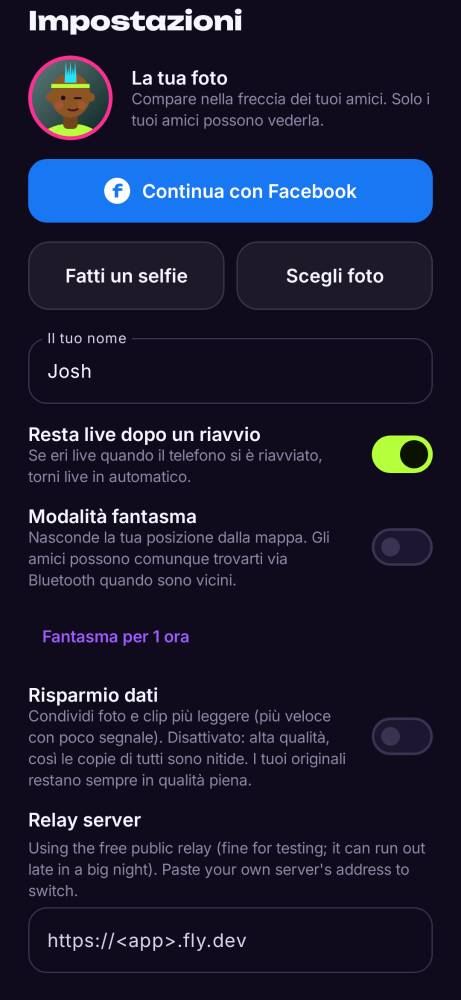 Impostazioni
La tua foto
Compare nella freccia dei tuoi amici. Solo i
tuoi amici possono vederla.
Continua con Facebook
Fatti un selfie
Scegli foto
Il tuo nome
Josh
Resta live dopo un riavvio
Se eri live quando il telefono si è riavviato,
torni live in automatico.
Modalità fantasma
Nasconde la tua posizione dalla mappa. Gli
amici possono comunque trovarti via
Bluetooth quando sono vicini.
Fantasma per 1 ora
Risparmio dati
Condividi foto e clip più leggere (più veloce
con poco segnale). Disattivato: alta qualità,
così le copie di tutti sono nitide. I tuoi originali
restano sempre in qualità piena.
Relay server
Using the free public relay (fine for testing; it can run out
late in a big night). Paste your own server's address to
switch.
https://<app>.fly.dev